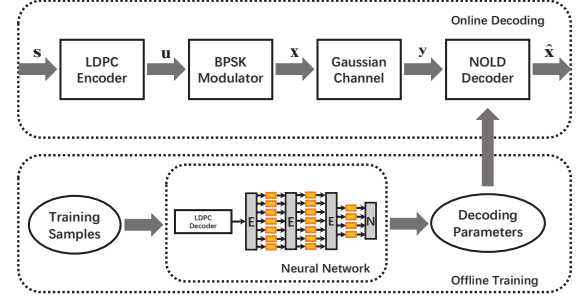 Online Decoding
s
LDPC
Encoder
u
BPSK
Modulator
x
Gaussian
Channel
y
NOLD
Decoder
x̂
Training
Samples
LDPC
Decoder
E
E
E
N
Neural Network
Decoding
Parameters
Offline Training